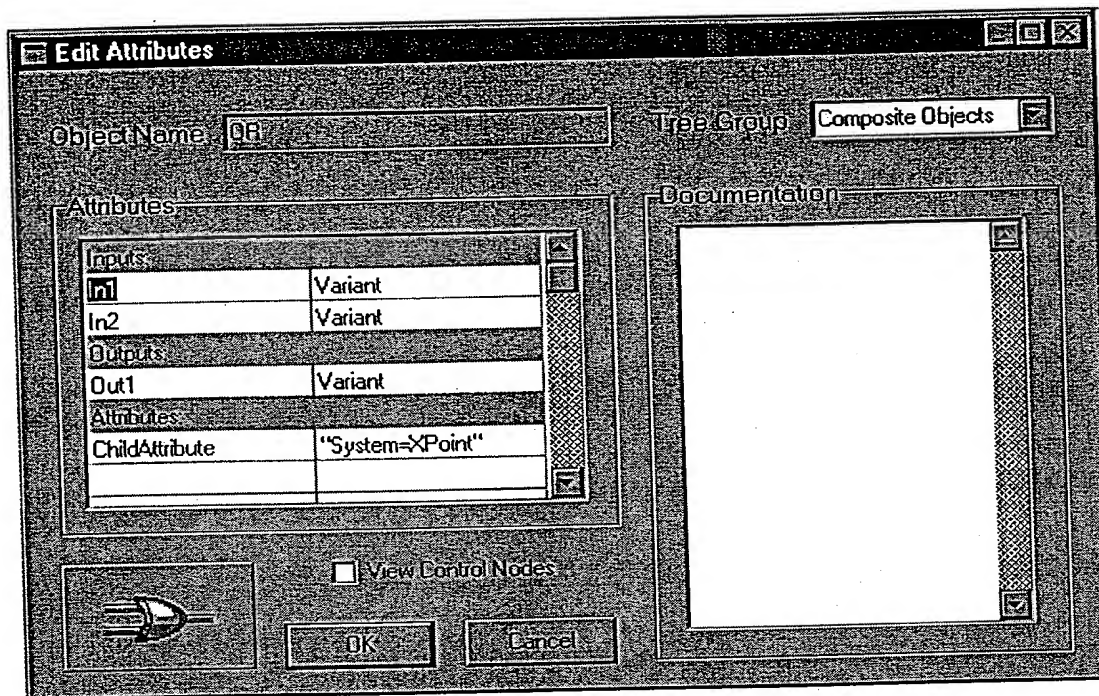 Edit Attributes
Object Name OR
Tree Group Composite Objects
Attributes
Inputs:
In1 Variant
In2 Variant
Outputs:
Out1 Variant
Attributes:
ChildAttribute "System=XPoint"
Documentation
View Control Nodes
OK
Cancel